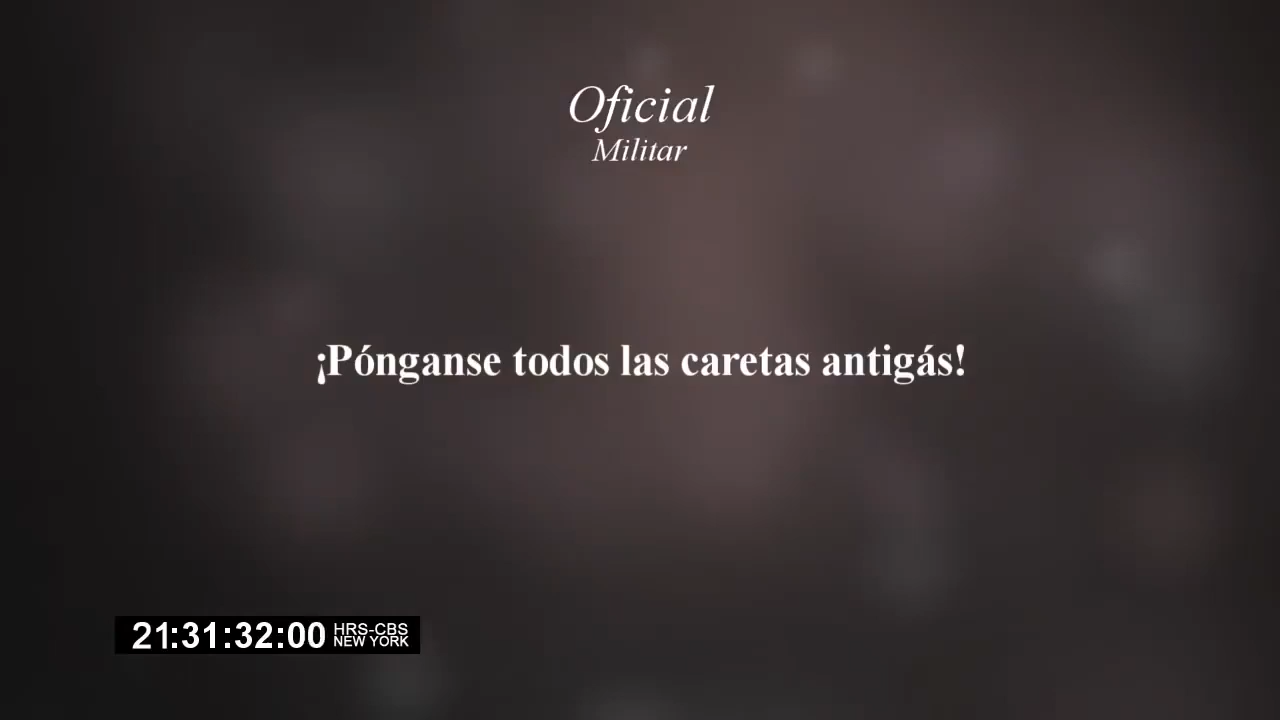 Oficial
Militar
¡Pónganse todos las caretas antigás!
21:31:32:00 HRS-CBS
NEW YORK